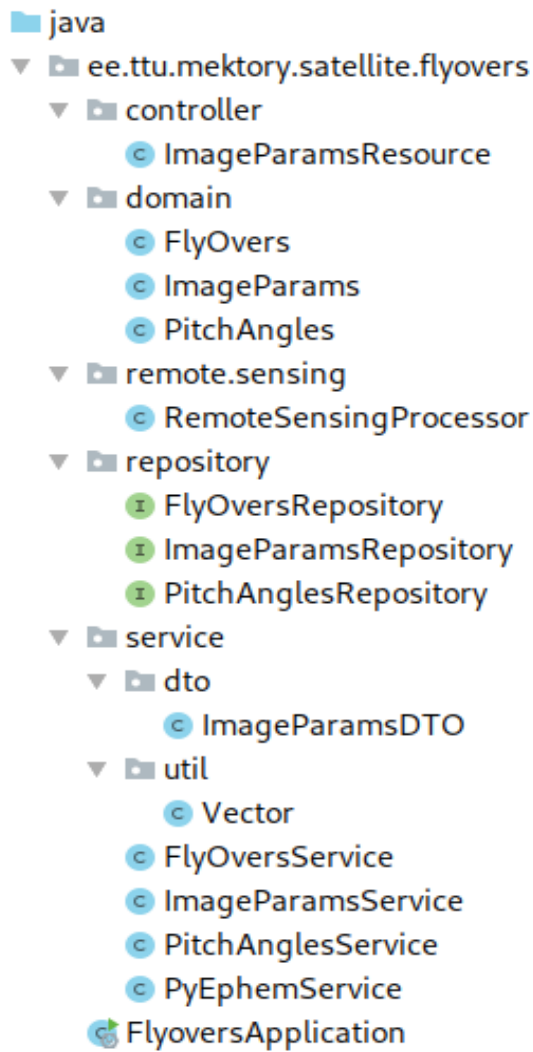 java
ee.ttu.mektory.satellite.flyovers
controller
C ImageParamsResource
domain
C FlyOvers
C ImageParams
C PitchAngles
remote.sensing
C RemoteSensingProcessor
repository
I FlyOversRepository
I ImageParamsRepository
I PitchAnglesRepository
service
dto
C ImageParamsDTO
util
C Vector
C FlyOversService
C ImageParamsService
C PitchAnglesService
C PyEphemService
C FlyoversApplication